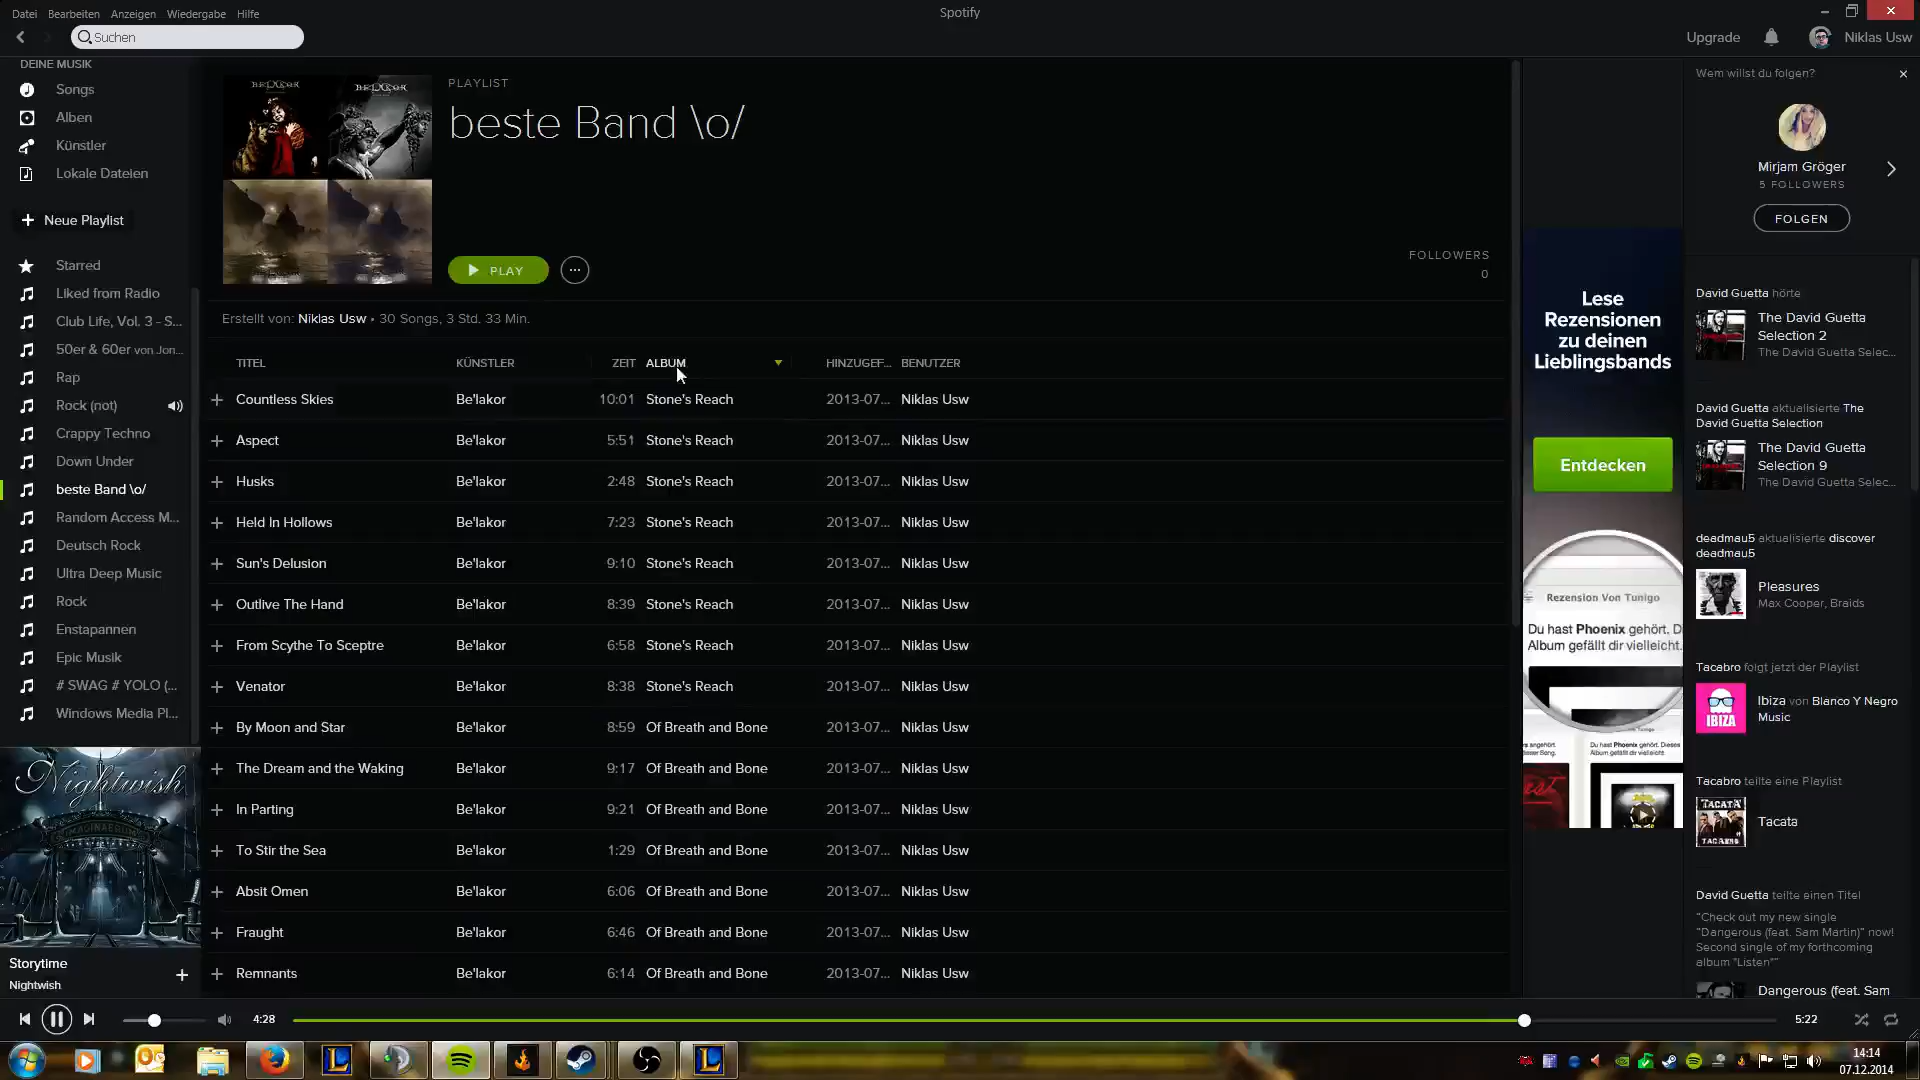 Datei Bearbeiten Anzeigen Wiedergabe Hilfe
Spotify
Suchen
Upgrade
Niklas Usw
DEINE MUSIK
Songs
Alben
Künstler
Lokale Dateien
Neue Playlist
Starred
Liked from Radio
Club Life, Vol. 3 - S...
50er & 60er von Jon...
Rap
Rock (not)
Crappy Techno
Down Under
beste Band \o/
Random Access M...
Deutsch Rock
Ultra Deep Music
Rock
Enstapannen
Epic Musik
# SWAG # YOLO (...
Windows Media Pl...
Nightwish
IMAGINAERUM
Storytime
Nightwish
BE'LAKOR
BE'LAKOR
PLAYLIST
beste Band \o/
PLAY
FOLLOWERS
0
Erstellt von: Niklas Usw • 30 Songs, 3 Std. 33 Min.
TITEL KÜNSTLER ZEIT ALBUM HINZUGEF... BENUTZER
Countless Skies Be'lakor 10:01 Stone's Reach 2013-07... Niklas Usw
Aspect Be'lakor 5:51 Stone's Reach 2013-07... Niklas Usw
Husks Be'lakor 2:48 Stone's Reach 2013-07... Niklas Usw
Held In Hollows Be'lakor 7:23 Stone's Reach 2013-07... Niklas Usw
Sun's Delusion Be'lakor 9:10 Stone's Reach 2013-07... Niklas Usw
Outlive The Hand Be'lakor 8:39 Stone's Reach 2013-07... Niklas Usw
From Scythe To Sceptre Be'lakor 6:58 Stone's Reach 2013-07... Niklas Usw
Venator Be'lakor 8:38 Stone's Reach 2013-07... Niklas Usw
By Moon and Star Be'lakor 8:59 Of Breath and Bone 2013-07... Niklas Usw
The Dream and the Waking Be'lakor 9:17 Of Breath and Bone 2013-07... Niklas Usw
In Parting Be'lakor 9:21 Of Breath and Bone 2013-07... Niklas Usw
To Stir the Sea Be'lakor 1:29 Of Breath and Bone 2013-07... Niklas Usw
Absit Omen Be'lakor 6:06 Of Breath and Bone 2013-07... Niklas Usw
Fraught Be'lakor 6:46 Of Breath and Bone 2013-07... Niklas Usw
Remnants Be'lakor 6:14 Of Breath and Bone 2013-07... Niklas Usw
Lese
Rezensionen
zu deinen
Lieblingsbands
Entdecken
Rezension Von Tunigo
Du hast Phoenix gehört. D
Album gefällt dir vielleicht.
Wem willst du folgen?
Mirjam Gröger
5 FOLLOWERS
FOLGEN
David Guetta hörte
The David Guetta
Selection 2
The David Guetta Selec...
David Guetta aktualisierte The
David Guetta Selection
The David Guetta
Selection 9
The David Guetta Selec...
deadmau5 aktualisierte discover
deadmau5
Pleasures
Max Cooper, Braids
Tacabro folgt jetzt der Playlist
IBIZA
Ibiza von Blanco Y Negro
Music
Tacabro teilte eine Playlist
TACATA
TACABRO
Tacata
David Guetta teilte einen Titel
"Check out my new single
"Dangerous (feat. Sam Martin)" now!
Second single of my forthcoming
album "Listen""
Dangerous (feat. Sam
4:28
5:22
14:14
07.12.2014